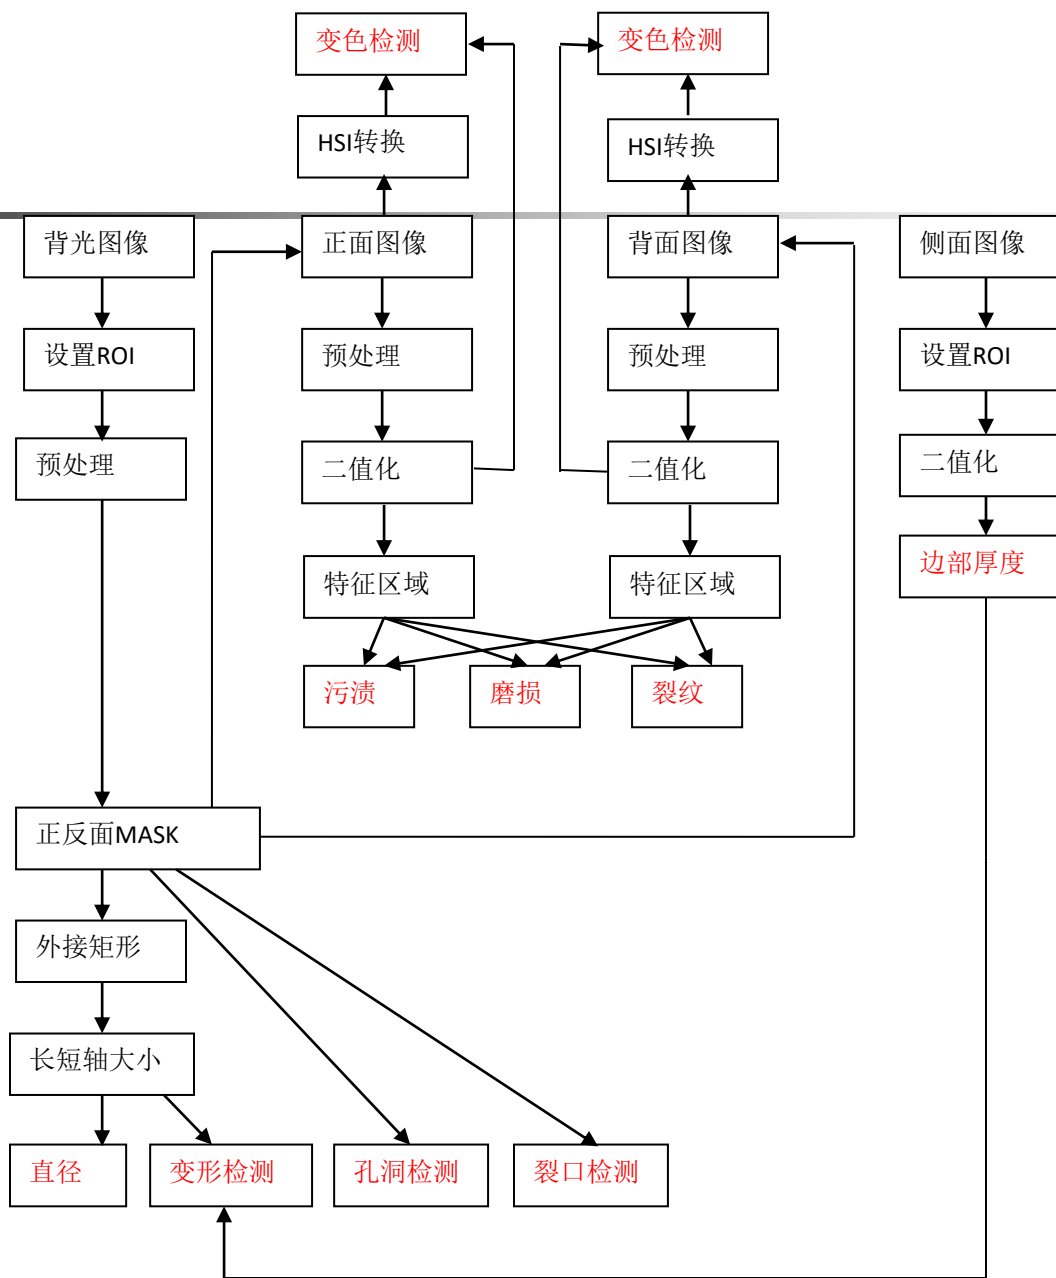 变色检测
变色检测
HSI转换
HSI转换
背光图像
正面图像
背面图像
侧面图像
设置ROI
预处理
预处理
设置ROI
预处理
二值化
二值化
二值化
特征区域
特征区域
边部厚度
污渍
磨损
裂纹
正反面MASK
外接矩形
长短轴大小
直径
变形检测
孔洞检测
裂口检测